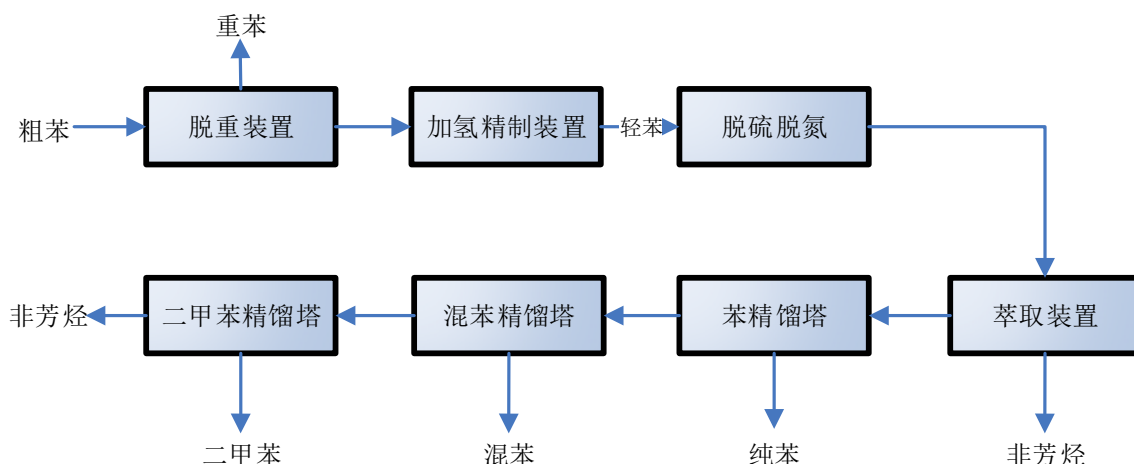 重苯
粗苯
脱重装置
加氢精制装置
轻苯
脱硫脱氮
非芳烃
二甲苯精馏塔
混苯精馏塔
苯精馏塔
萃取装置
二甲苯
混苯
纯苯
非芳烃